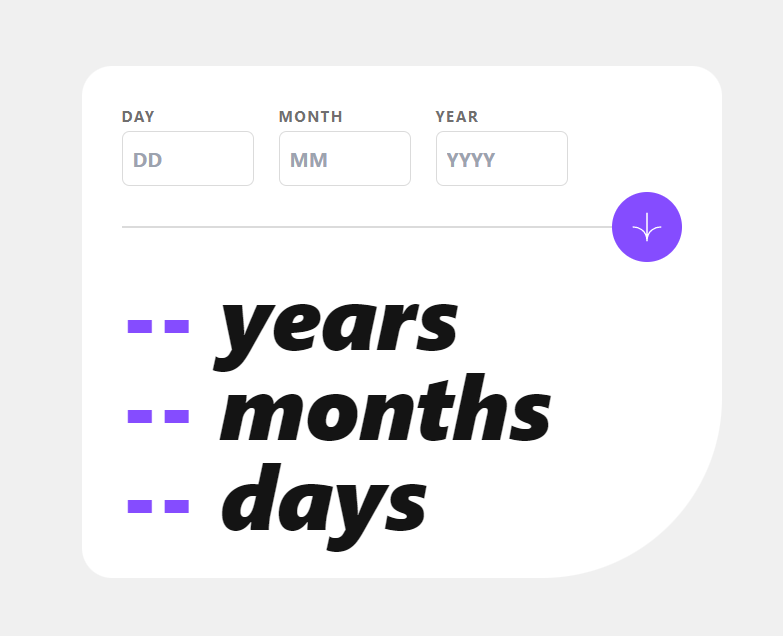 DAY MONTH YEAR
DD MM YYYY
-- years
-- months
-- days